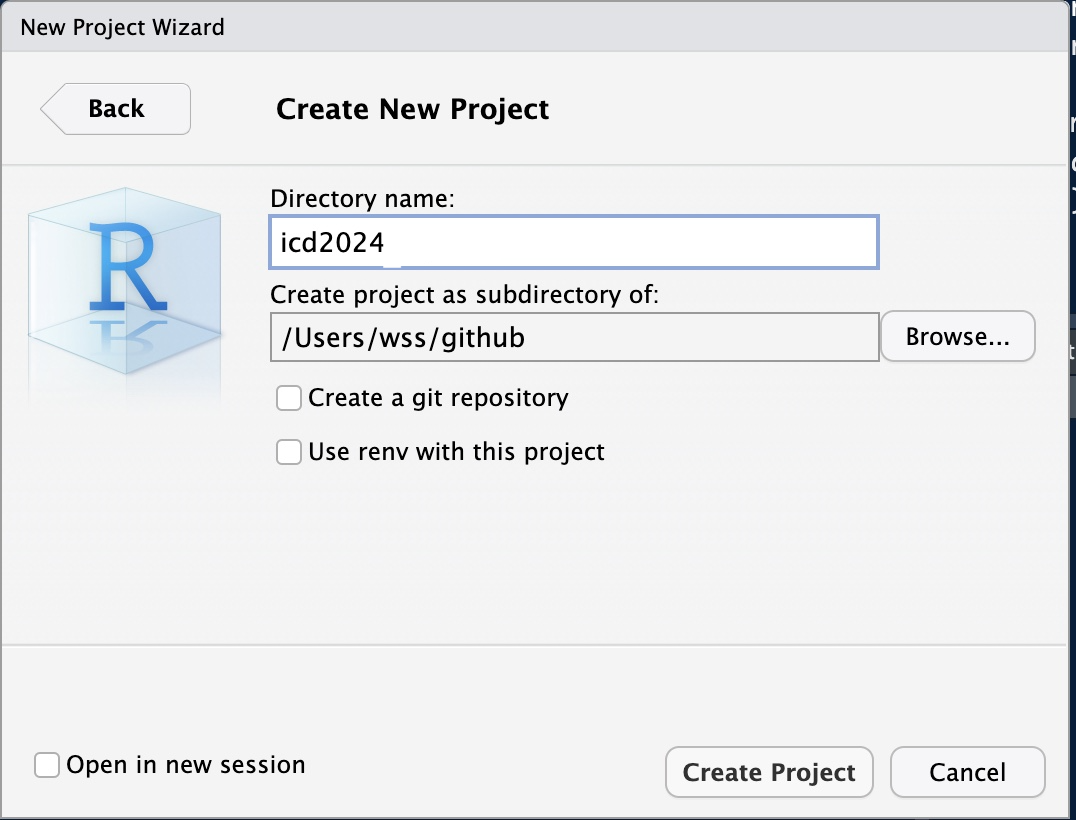 New Project Wizard
Back
Create New Project
R
Directory name:
icd2024
Create project as subdirectory of:
/Users/wss/github
Browse...
Create a git repository
Use renv with this project
Open in new session
Create Project
Cancel